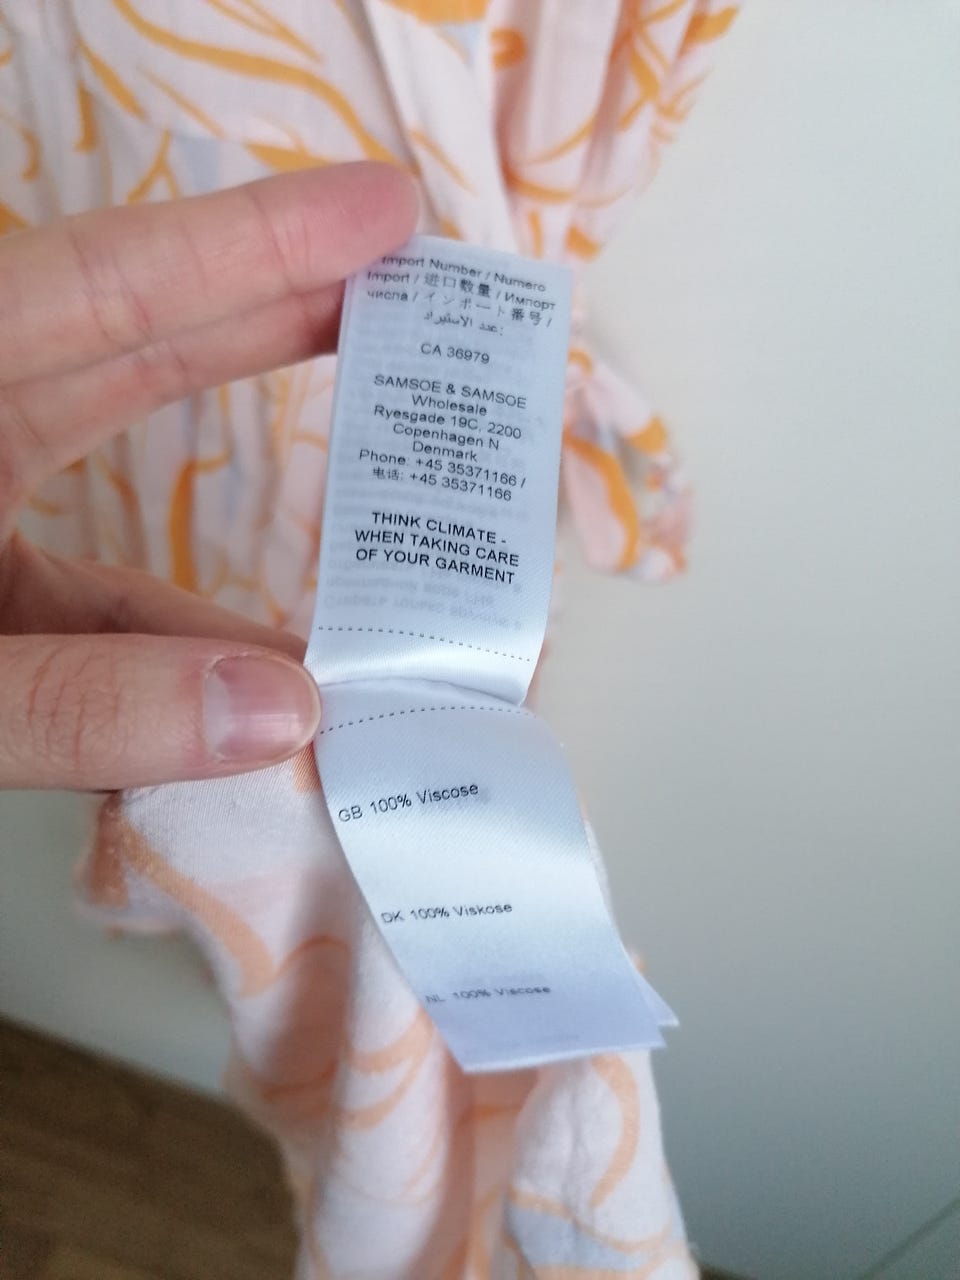 Import Number / Numero
Import / 进口数量 / Импорт
числа / インポート番号 /
عدد الاستيراد:
CA 36979
SAMSOE & SAMSOE
Wholesale
Ryesgade 19C, 2200
Copenhagen N
Denmark
Phone: +45 35371166 /
电话: +45 35371166
THINK CLIMATE -
WHEN TAKING CARE
OF YOUR GARMENT
GB 100% Viscose
DK 100% Viskose
NL 100% Viscose